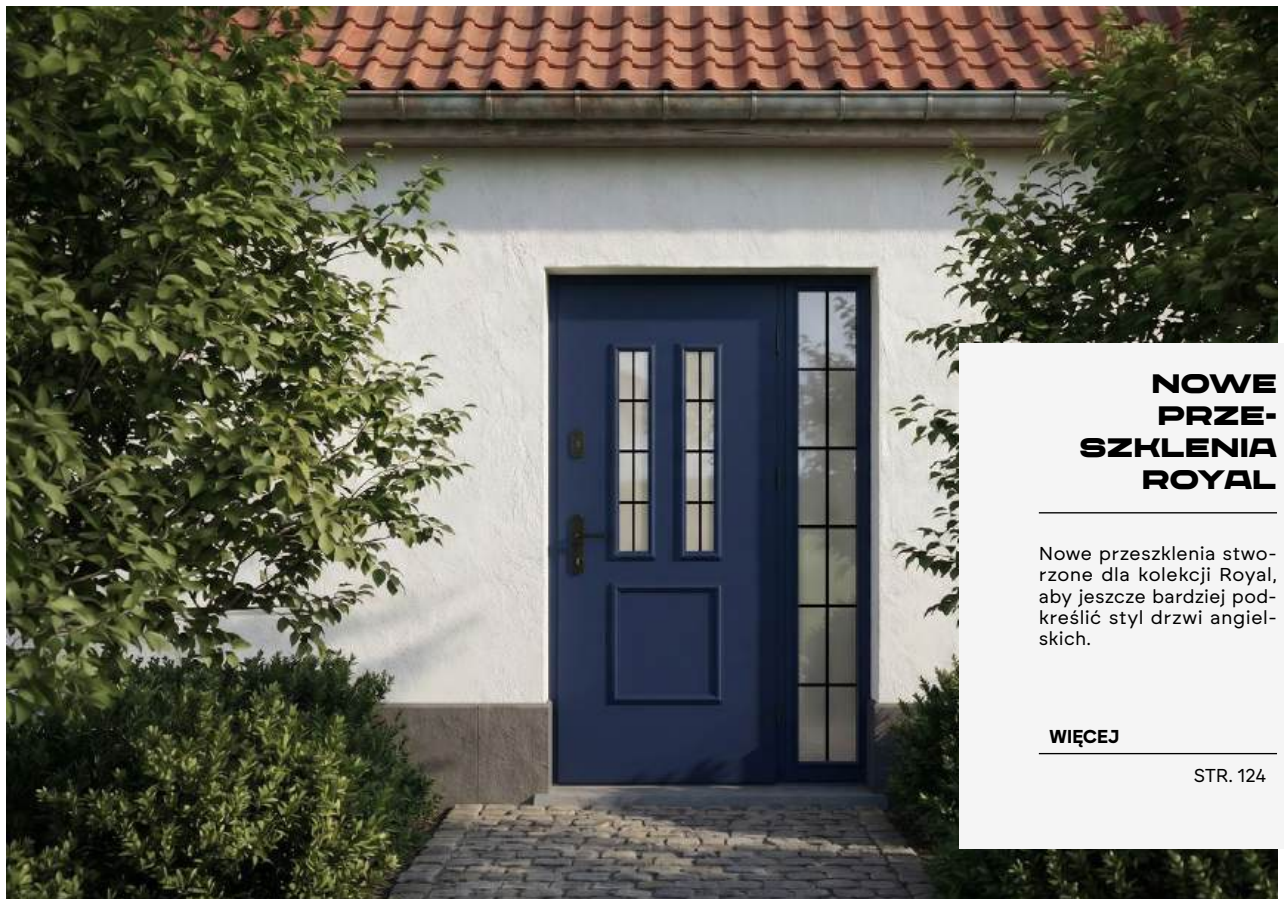 NOWE
PRZE-
SZKLENIA
ROYAL
Nowe przeszklenia stwo-
rzone dla kolekcji Royal,
aby jeszcze bardziej pod-
kreślić styl drzwi angiel-
skich.
WIĘCEJ
STR. 124